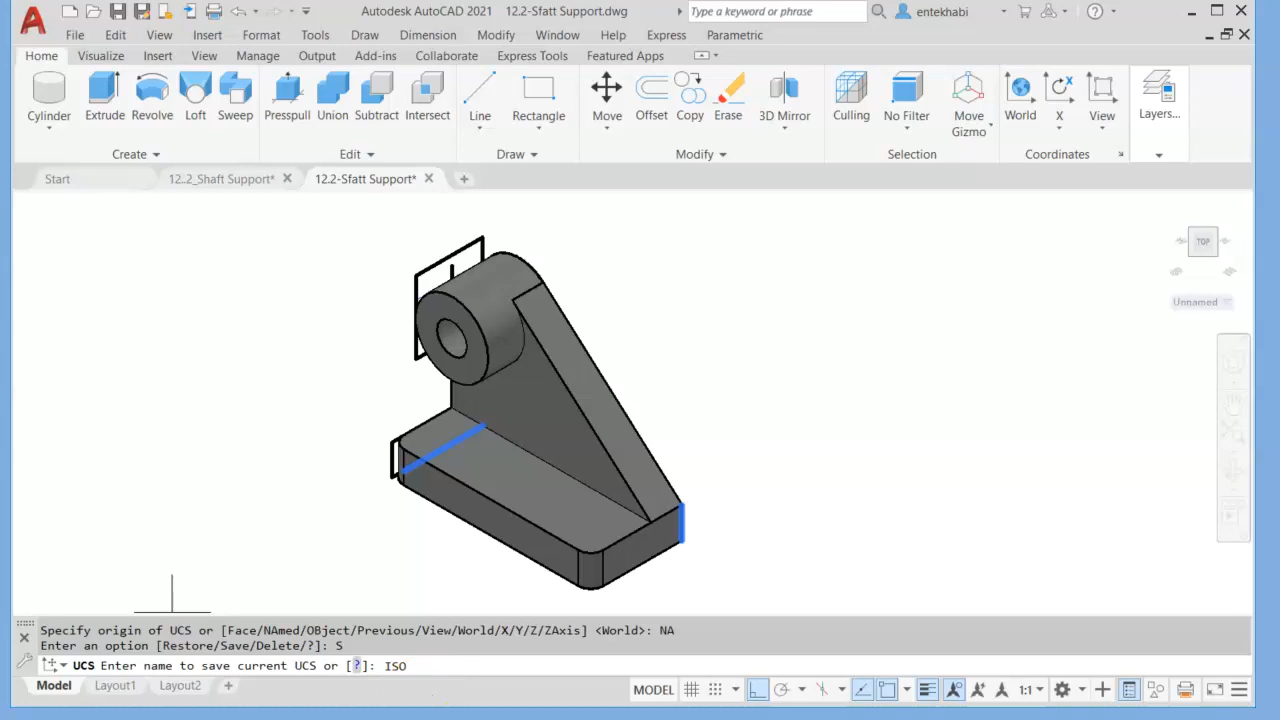 Autodesk AutoCAD 2021 12.2-Sfatt Support.dwg Type a keyword or phrase entekhabi
File Edit View Insert Format Tools Draw Dimension Modify Window Help Express Parametric
Home Visualize Insert View Manage Output Add-ins Collaborate Express Tools Featured Apps
Cylinder Extrude Revolve Loft Sweep Presspull Union Subtract Intersect Line Rectangle Move Offset Copy Erase 3D Mirror Culling No Filter Move Gizmo World X View Layers...
Create Edit Draw Modify Selection Coordinates
Start 12..2_Shaft Support* 12.2-Sfatt Support*
TOP
Unnamed
Specify origin of UCS or [Face/NAmed/OBject/Previous/View/World/X/Y/Z/ZAxis] <World>: NA
Enter an option [Restore/Save/Delete/?]: S
UCS Enter name to save current UCS or [?]: ISO
Model Layout1 Layout2 MODEL 1:1